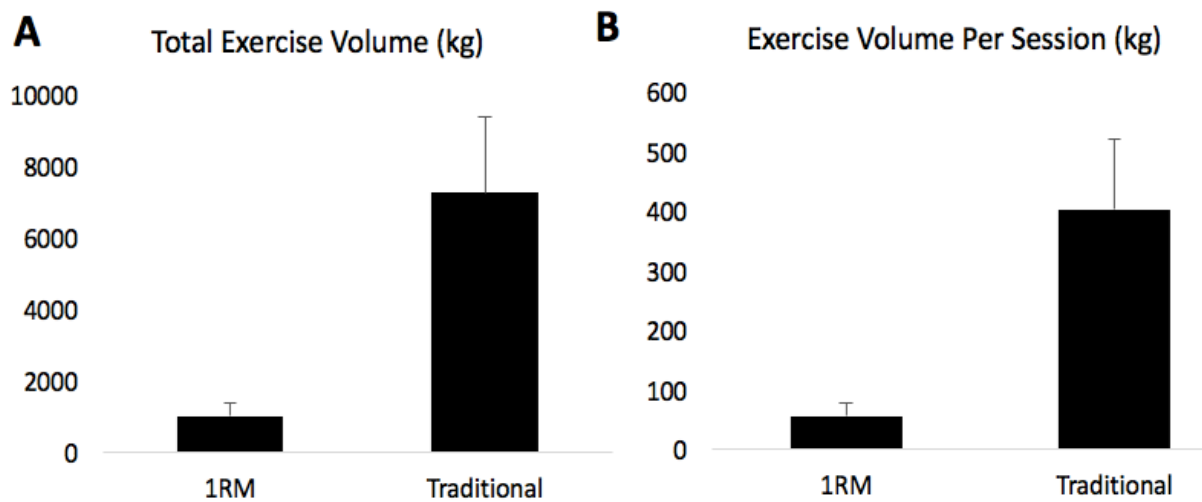 A
Total Exercise Volume (kg)
10000
8000
6000
4000
2000
0
1RM Traditional
B
Exercise Volume Per Session (kg)
600
500
400
300
200
100
0
1RM Traditional